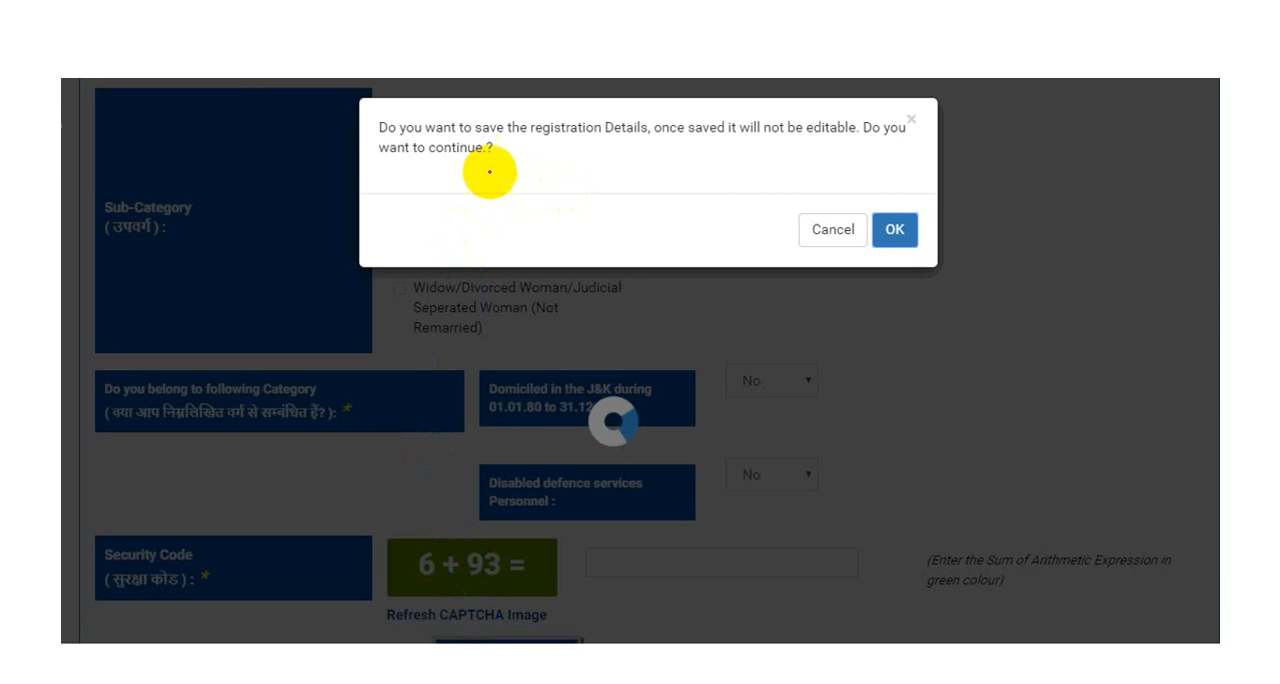 Do you want to save the registration Details, once saved it will not be editable. Do you
want to continue.?
×
Cancel
OK
Sub-Category
( उपवर्ग ) :
Widow/Divorced Woman/Judicial
Seperated Woman (Not
Remarried)
Do you belong to following Category
( क्या आप निम्नलिखित वर्ग से सम्बंधित हैं? ): *
Domiciled in the J&K during
01.01.80 to 31.12
No
Disabled defence services
Personnel :
No
Security Code
( सुरक्षा कोड ) : *
6 + 93 =
(Enter the Sum of Arithmetic Expression in
green colour)
Refresh CAPTCHA Image